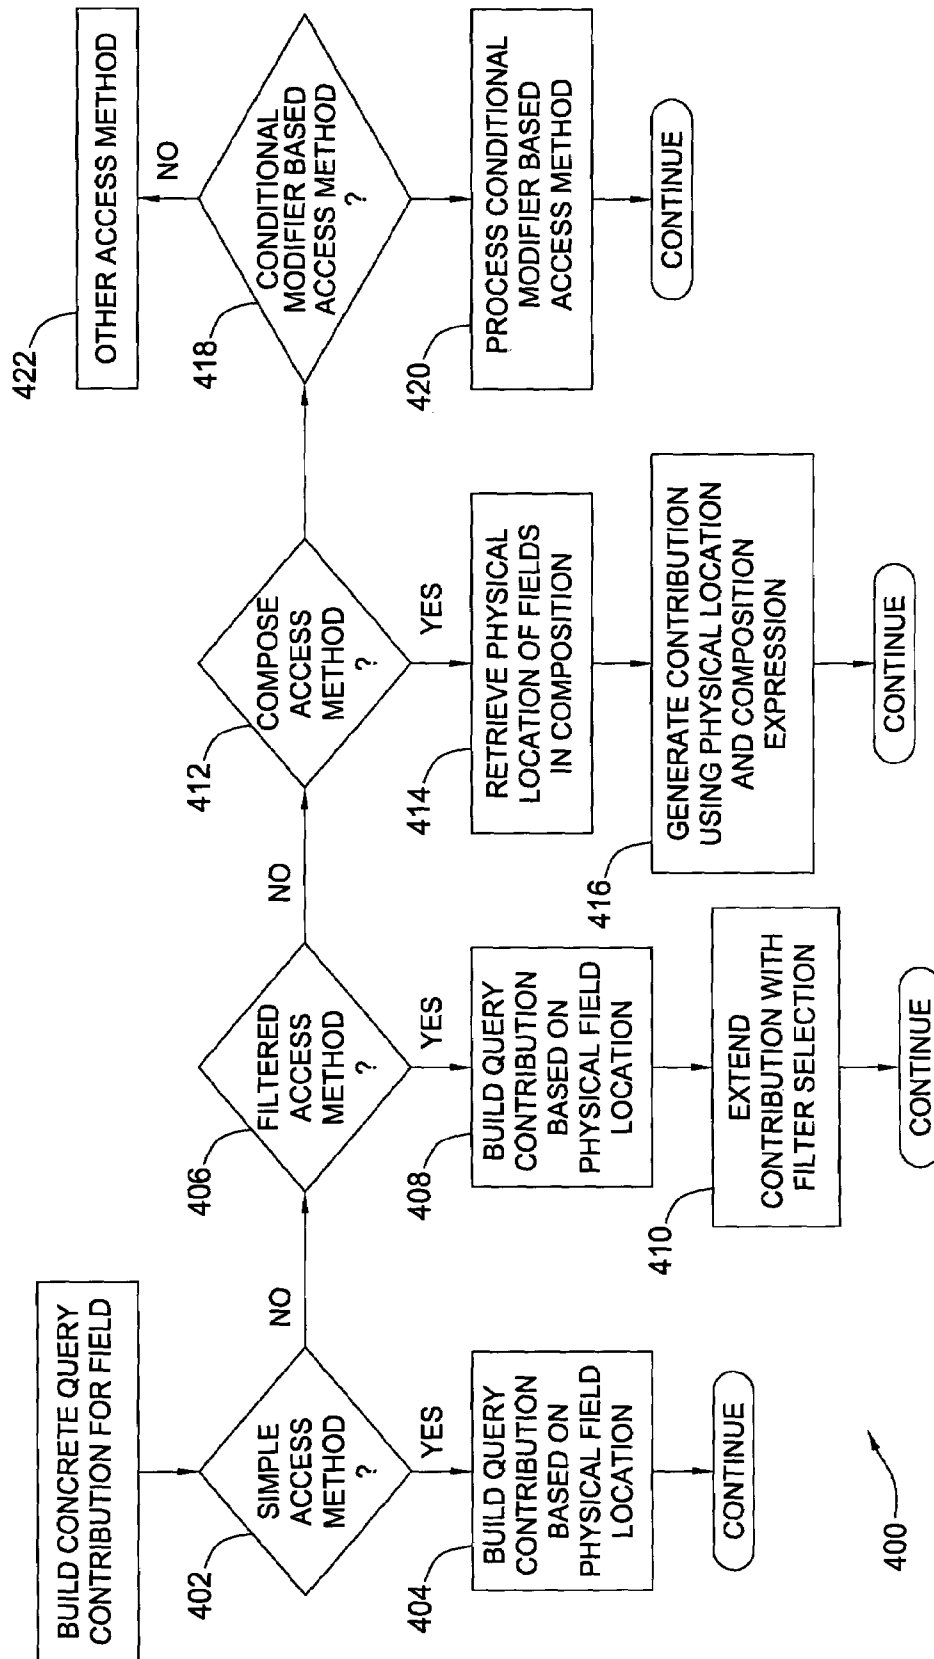 BUILD CONCRETE QUERY
CONTRIBUTION FOR FIELD
402
SIMPLE
ACCESS
METHOD
?
NO
YES
404
BUILD QUERY
CONTRIBUTION
BASED ON
PHYSICAL FIELD
LOCATION
CONTINUE
406
FILTERED
ACCESS
METHOD
?
NO
YES
408
BUILD QUERY
CONTRIBUTION
BASED ON
PHYSICAL FIELD
LOCATION
410
EXTEND
CONTRIBUTION WITH
FILTER SELECTION
CONTINUE
412
COMPOSE
ACCESS
METHOD
?
YES
414
RETRIEVE PHYSICAL
LOCATION OF FIELDS
IN COMPOSITION
416
GENERATE CONTRIBUTION
USING PHYSICAL LOCATION
AND COMPOSITION
EXPRESSION
CONTINUE
418
CONDITIONAL
MODIFIER BASED
ACCESS METHOD
?
NO
422
OTHER ACCESS METHOD
420
PROCESS CONDITIONAL
MODIFIER BASED
ACCESS METHOD
CONTINUE
400